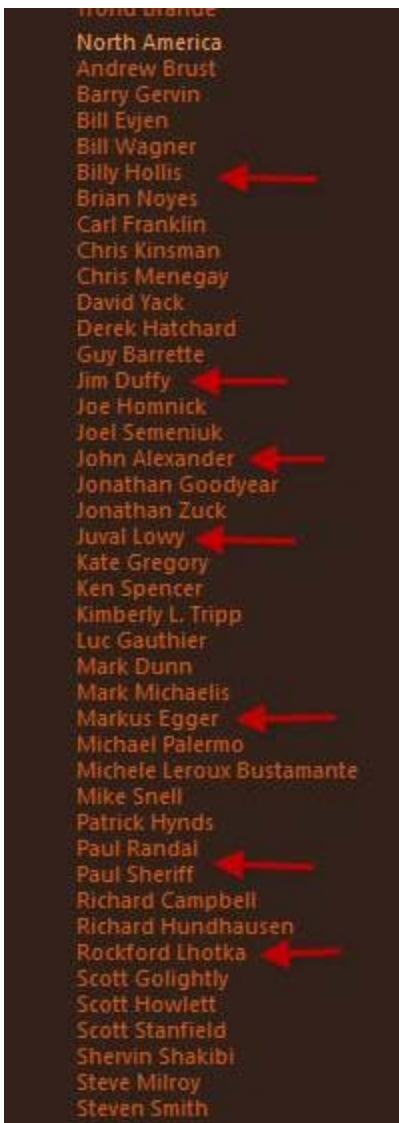 Trond Brande
North America
Andrew Brust
Barry Gervin
Bill Evjen
Bill Wagner
Billy Hollis
Brian Noyes
Carl Franklin
Chris Kinsman
Chris Menegay
David Yack
Derek Hatchard
Guy Barrette
Jim Duffy
Joe Homnick
Joel Semeniuk
John Alexander
Jonathan Goodyear
Jonathan Zuck
Juval Lowy
Kate Gregory
Ken Spencer
Kimberly L. Tripp
Luc Gauthier
Mark Dunn
Mark Michaelis
Markus Egger
Michael Palermo
Michele Leroux Bustamante
Mike Snell
Patrick Hynds
Paul Randal
Paul Sheriff
Richard Campbell
Richard Hundhausen
Rockford Lhotka
Scott Golightly
Scott Howlett
Scott Stanfield
Shervin Shakibi
Steve Milroy
Steven Smith